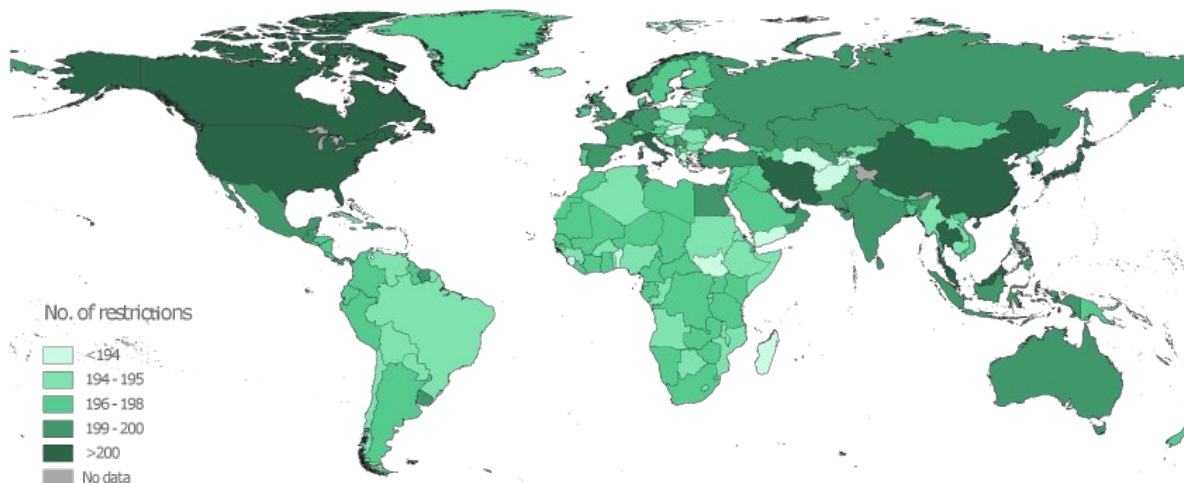 No. of restrictions
<194
194 - 195
196 - 198
199 - 200
>200
No data